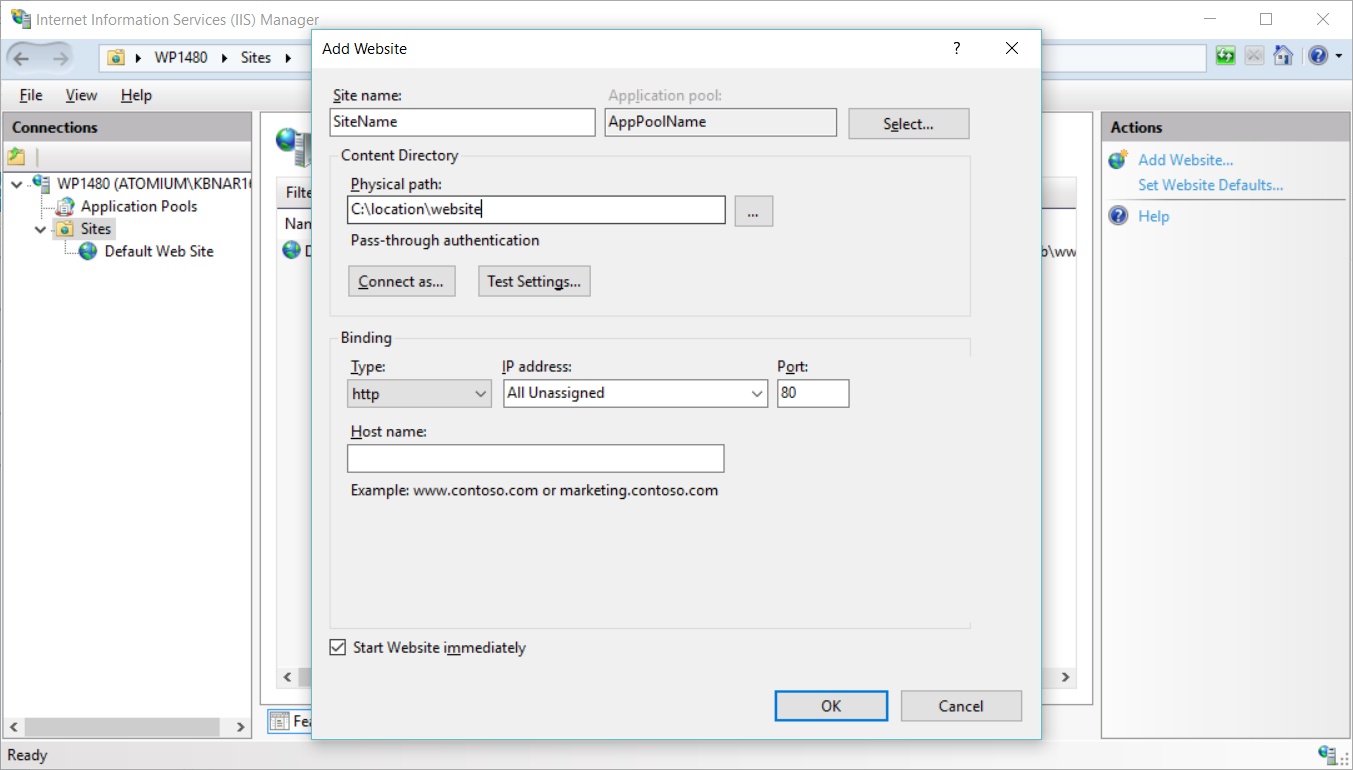 Internet Information Services (IIS) Manager
WP1480 Sites
File View Help
Connections
WP1480 (ATOMIUM\KBNAR16
Application Pools
Sites
Default Web Site
Add Website
?
Site name:
Application pool:
SiteName
AppPoolName
Select...
Content Directory
Physical path:
C:\location\website
...
Pass-through authentication
Connect as...
Test Settings...
Binding
Type:
IP address:
Port:
http
All Unassigned
80
Host name:
Example: www.contoso.com or marketing.contoso.com
Start Website immediately
OK
Cancel
Filte
Nam
D
b\ww
Fea
Actions
Add Website...
Set Website Defaults...
Help
Ready